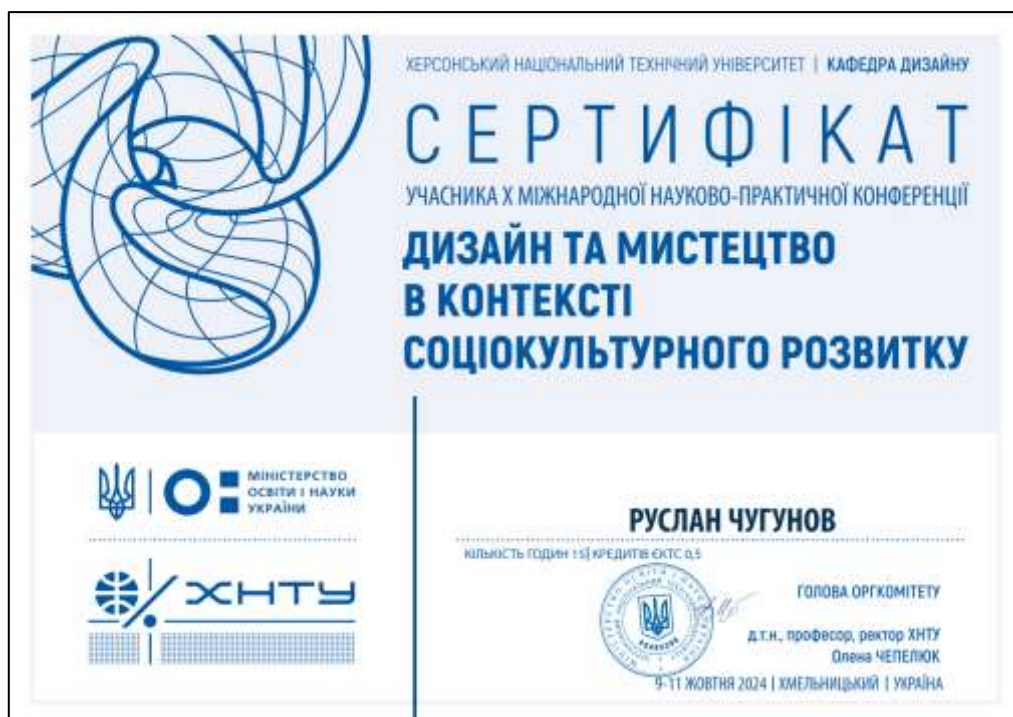 ХЕРСОНСЬКИЙ НАЦІОНАЛЬНИЙ ТЕХНІЧНИЙ УНІВЕРСИТЕТ | КАФЕДРА ДИЗАЙНУ
СЕРТИФІКАТ
УЧАСНИКА X МІЖНАРОДНОЇ НАУКОВО-ПРАКТИЧНОЇ КОНФЕРЕНЦІЇ
ДИЗАЙН ТА МИСТЕЦТВО
В КОНТЕКСТІ
СОЦІОКУЛЬТУРНОГО РОЗВИТКУ
МІНІСТЕРСТВО
ОСВІТИ І НАУКИ
УКРАЇНИ
ХНТУ
РУСЛАН ЧУГУНОВ
КІЛЬКІСТЬ ГОДИН 15| КРЕДИТІВ ЄКТС 0,5
ГОЛОВА ОРГКОМІТЕТУ
д.т.н., професор, ректор ХНТУ
Олена ЧЕПЕЛЮК
9-11 ЖОВТНЯ 2024 | ХМЕЛЬНИЦЬКИЙ | УКРАЇНА